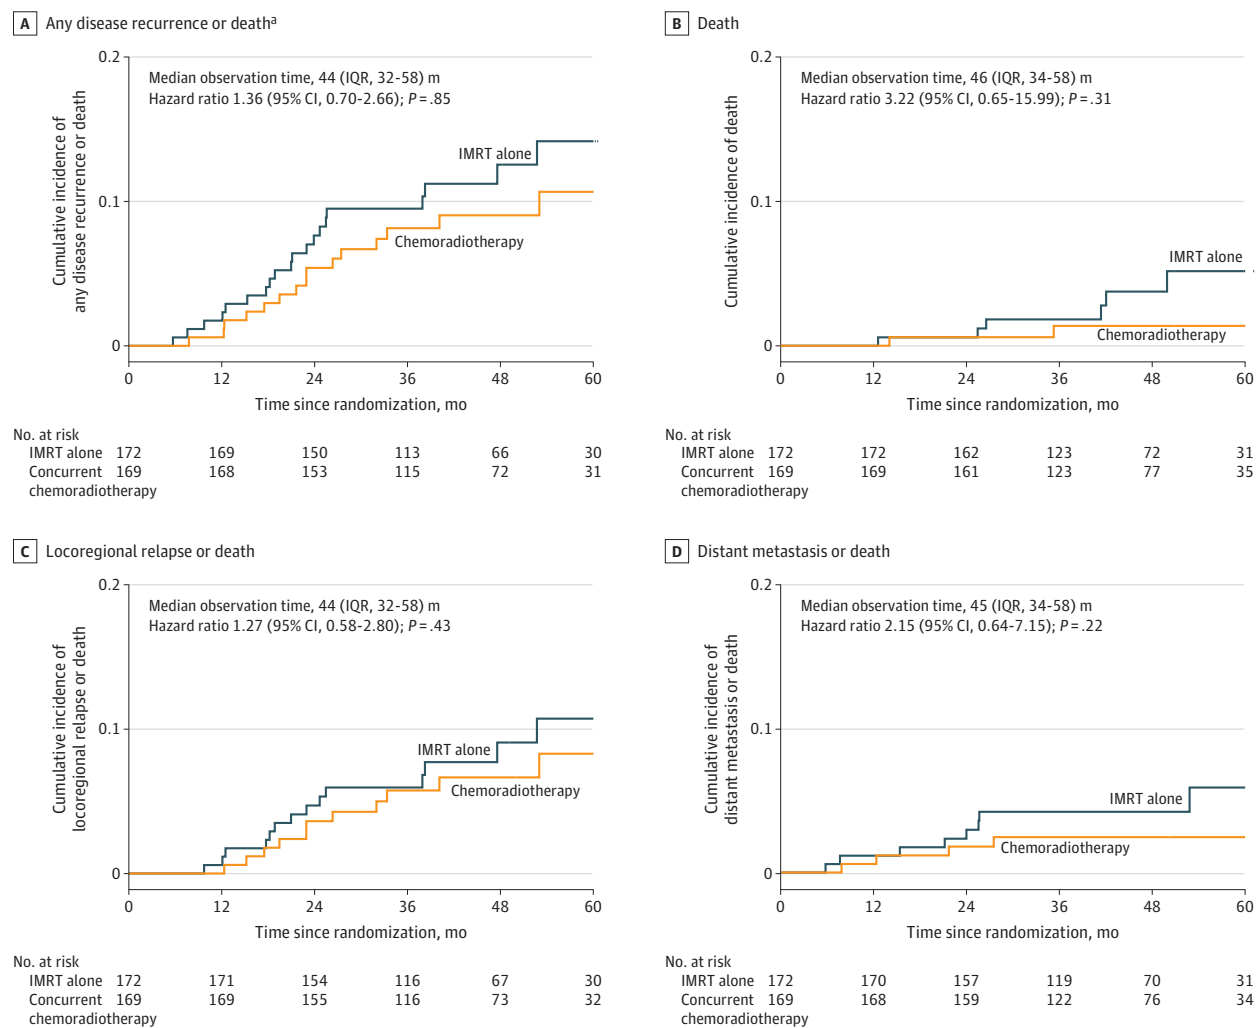 A Any disease recurrence or deathᵃ
Cumulative incidence of
any disease recurrence or death
0.2
0.1
0
Median observation time, 44 (IQR, 32-58) m
Hazard ratio 1.36 (95% CI, 0.70-2.66); P = .85
IMRT alone
Chemoradiotherapy
0 12 24 36 48 60
Time since randomization, mo
No. at risk
IMRT alone 172 169 150 113 66 30
Concurrent 169 168 153 115 72 31
chemoradiotherapy
B Death
Cumulative incidence of death
0.2
0.1
0
Median observation time, 46 (IQR, 34-58) m
Hazard ratio 3.22 (95% CI, 0.65-15.99); P = .31
IMRT alone
Chemoradiotherapy
0 12 24 36 48 60
Time since randomization, mo
No. at risk
IMRT alone 172 172 162 123 72 31
Concurrent 169 169 161 123 77 35
chemoradiotherapy
C Locoregional relapse or death
Cumulative incidence of
locoregional relapse or death
0.2
0.1
0
Median observation time, 44 (IQR, 32-58) m
Hazard ratio 1.27 (95% CI, 0.58-2.80); P = .43
IMRT alone
Chemoradiotherapy
0 12 24 36 48 60
Time since randomization, mo
No. at risk
IMRT alone 172 171 154 116 67 30
Concurrent 169 169 155 116 73 32
chemoradiotherapy
D Distant metastasis or death
Cumulative incidence of
distant metastasis or death
0.2
0.1
0
Median observation time, 45 (IQR, 34-58) m
Hazard ratio 2.15 (95% CI, 0.64-7.15); P = .22
IMRT alone
Chemoradiotherapy
0 12 24 36 48 60
Time since randomization, mo
No. at risk
IMRT alone 172 170 157 119 70 31
Concurrent 169 168 159 122 76 34
chemoradiotherapy